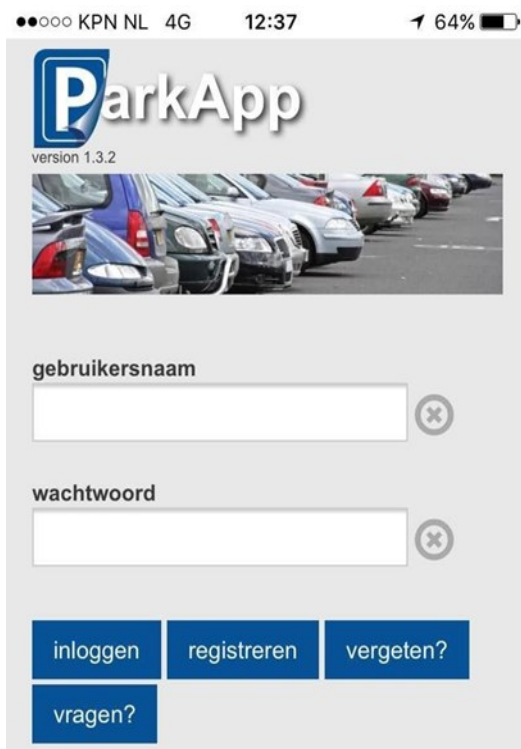 KPN NL 4G 12:37 64%
ParkApp
version 1.3.2
gebruikersnaam
wachtwoord
inloggen registreren vergeten?
vragen?